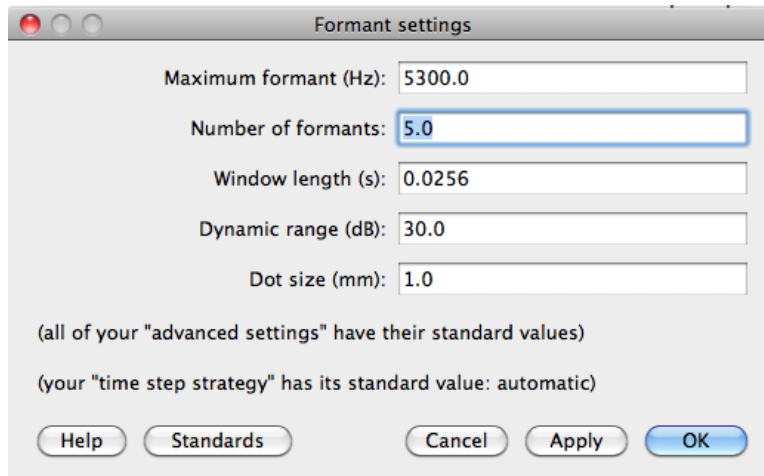 Formant settings
Maximum formant (Hz): 5300.0
Number of formants: 5.0
Window length (s): 0.0256
Dynamic range (dB): 30.0
Dot size (mm): 1.0
(all of your "advanced settings" have their standard values)
(your "time step strategy" has its standard value: automatic)
Help Standards Cancel Apply OK